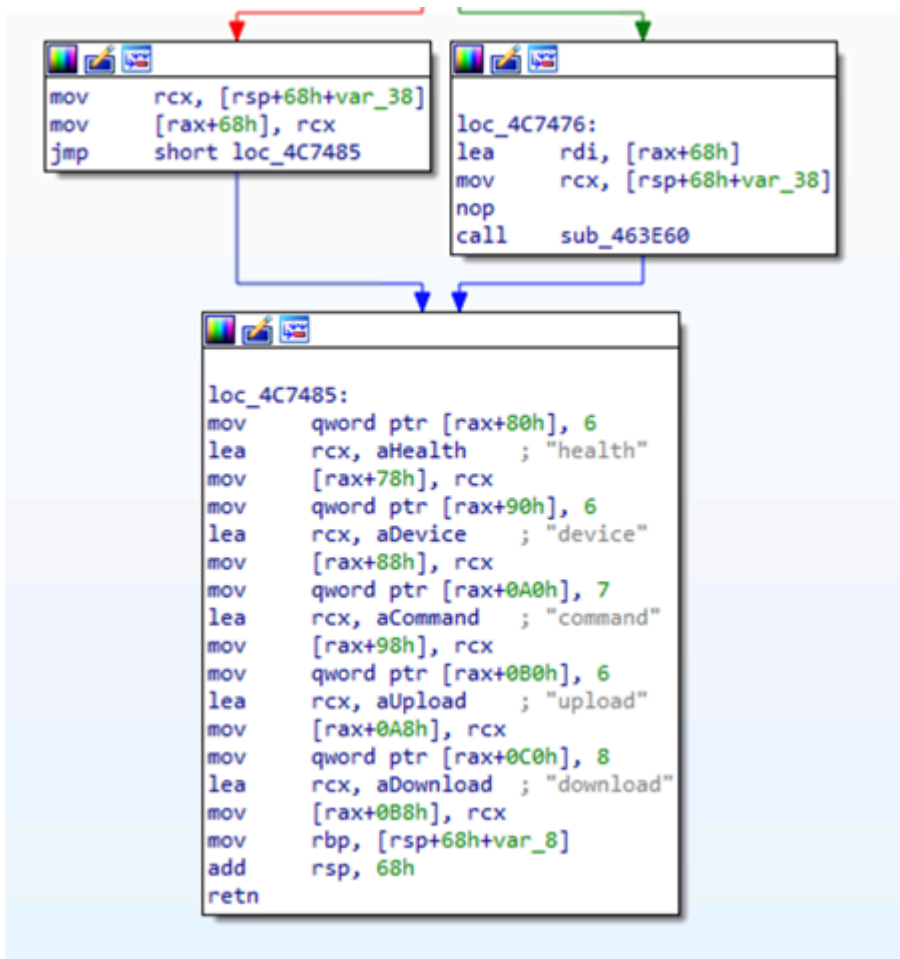 mov rcx, [rsp+68h+var_38]
mov [rax+68h], rcx
jmp short loc_4C7485
loc_4C7476:
lea rdi, [rax+68h]
mov rcx, [rsp+68h+var_38]
nop
call sub_463E60
loc_4C7485:
mov qword ptr [rax+80h], 6
lea rcx, aHealth ; "health"
mov [rax+78h], rcx
mov qword ptr [rax+90h], 6
lea rcx, aDevice ; "device"
mov [rax+88h], rcx
mov qword ptr [rax+0A0h], 7
lea rcx, aCommand ; "command"
mov [rax+98h], rcx
mov qword ptr [rax+0B0h], 6
lea rcx, aUpload ; "upload"
mov [rax+0A8h], rcx
mov qword ptr [rax+0C0h], 8
lea rcx, aDownload ; "download"
mov [rax+0B8h], rcx
mov rbp, [rsp+68h+var_8]
add rsp, 68h
retn